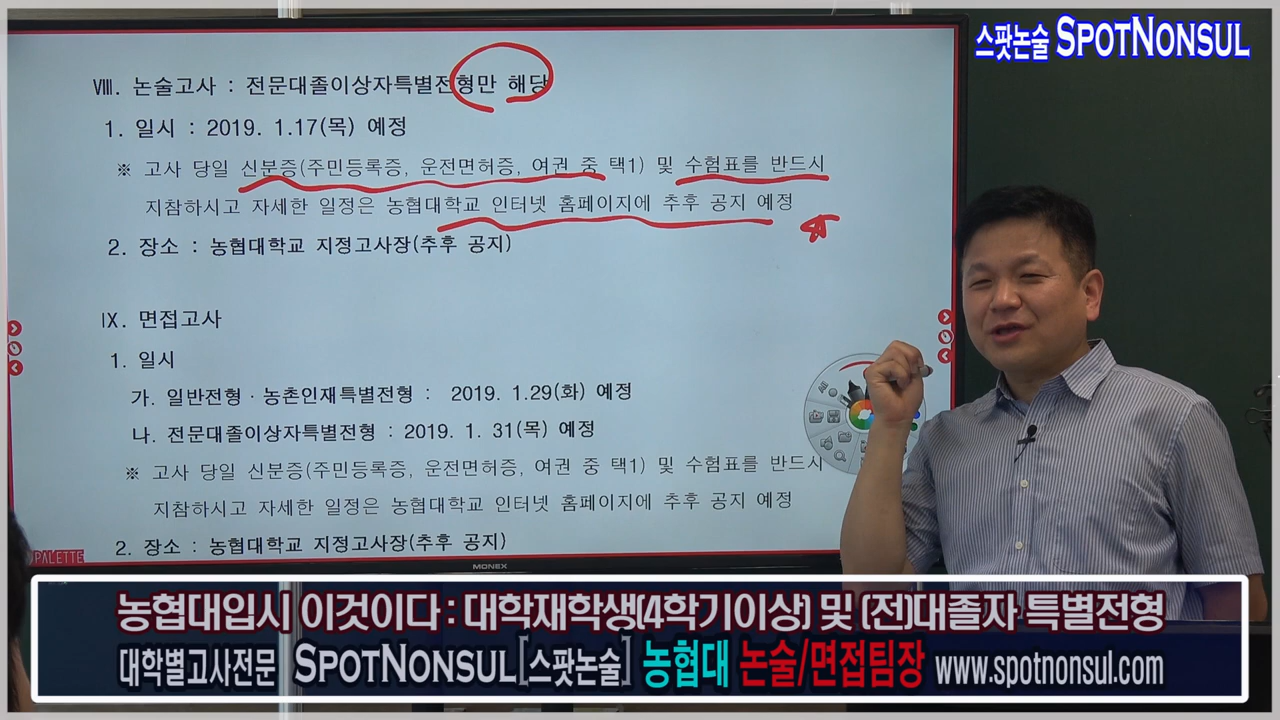 스팟논술 SPOTNONSUL
Ⅷ. 논술고사 : 전문대졸이상자특별전형만 해당
1. 일시 : 2019. 1.17(목) 예정
※ 고사 당일 신분증(주민등록증, 운전면허증, 여권 중 택1) 및 수험표를 반드시
지참하시고 자세한 일정은 농협대학교 인터넷 홈페이지에 추후 공지 예정
2. 장소 : 농협대학교 지정고사장(추후 공지)
Ⅸ. 면접고사
1. 일시
가. 일반전형 · 농촌인재특별전형 : 2019. 1.29(화) 예정
나. 전문대졸이상자특별전형 : 2019. 1. 31(목) 예정
※ 고사 당일 신분증(주민등록증, 운전면허증, 여권 중 택1) 및 수험표를 반드시
지참하시고 자세한 일정은 농협대학교 인터넷 홈페이지에 추후 공지 예정
2. 장소 : 농협대학교 지정고사장(추후 공지)
PALETTE
MONEX
농협대입시 이것이다 : 대학재학생(4학기이상) 및 (전)대졸자 특별전형
대학별고사전문 SPOTNONSUL[스팟논술] 농협대 논술/면접팀장 www.spotnonsul.com